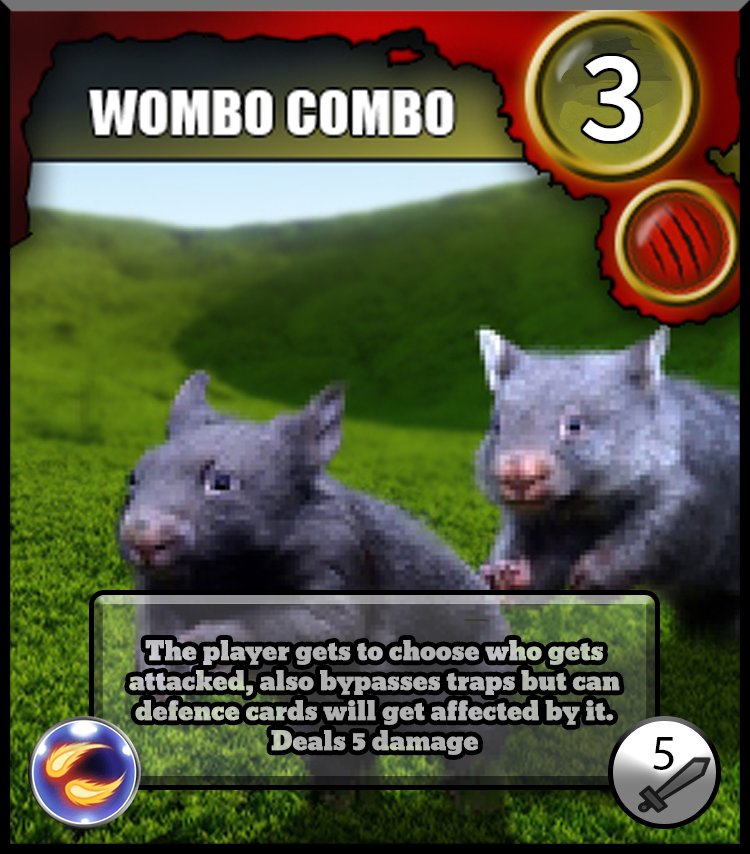 WOMBO COMBO
3
The player gets to choose who gets
attacked, also bypasses traps but can
defence cards will get affected by it.
Deals 5 damage
5